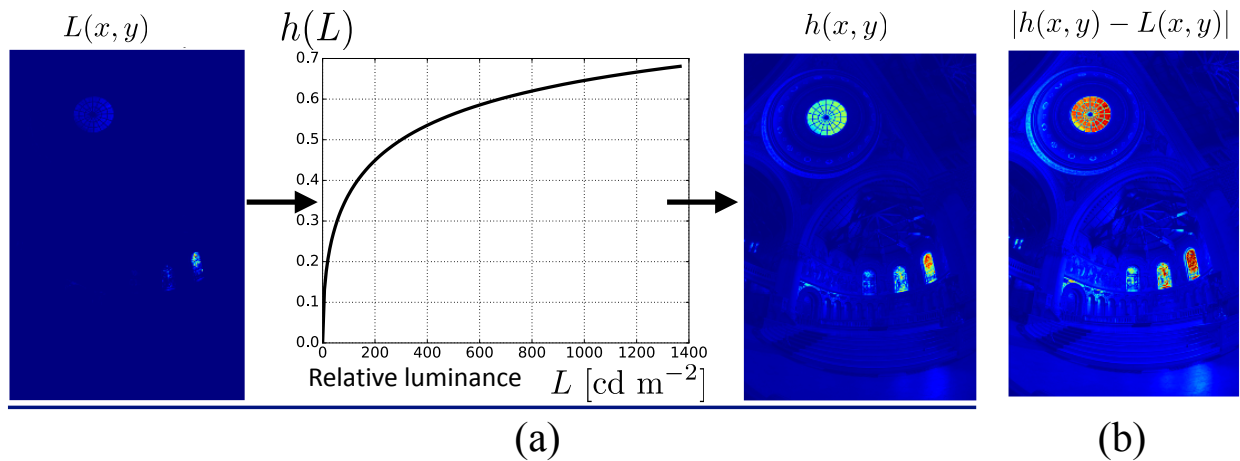 L(x, y)
h(L)
h(x, y)
|h(x, y) − L(x, y)|
0.7
0.6
0.5
0.4
0.3
0.2
0.1
0.0
0 200 400 600 800 1000 1200 1400
Relative luminance L [cd m⁻²]
(a)
(b)